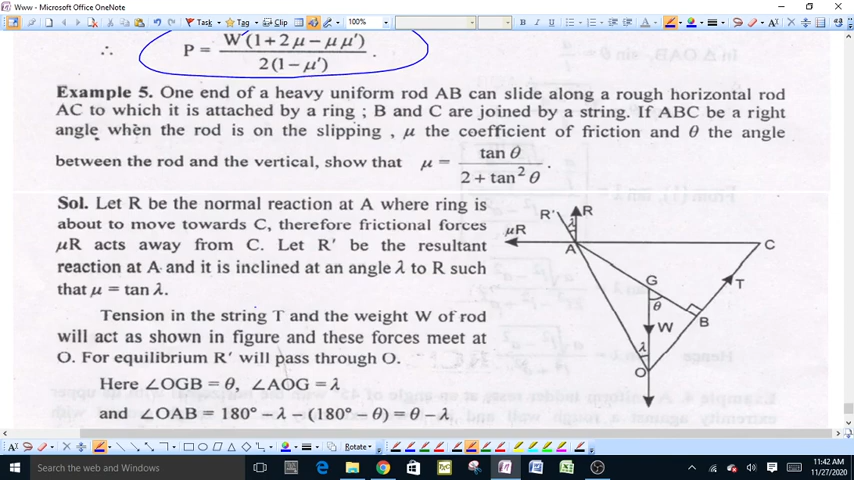 Www - Microsoft OneNote
Task Tag Clip 100%
∴ P = W (1 + 2 μ – μ μ′) / 2 (1 – μ′) .
Example 5. One end of a heavy uniform rod AB can slide along a rough horizontal rod
AC to which it is attached by a ring ; B and C are joined by a string. If ABC be a right
angle when the rod is on the slipping , μ the coefficient of friction and θ the angle
between the rod and the vertical, show that μ = tan θ / 2 + tan² θ .
Sol. Let R be the normal reaction at A where ring is
about to move towards C, therefore frictional forces
μR acts away from C. Let R' be the resultant
reaction at A and it is inclined at an angle λ to R such
that μ = tan λ.
Tension in the string T and the weight W of rod
will act as shown in figure and these forces meet at
O. For equilibrium R' will pass through O.
Here ∠OGB = θ, ∠AOG = λ
and ∠OAB = 180° – λ – (180° – θ) = θ – λ
R' R
λ
μR
A C
G
θ T
W B
λ
O
Rotate
Search the web and Windows
11:42 AM
11/27/2020